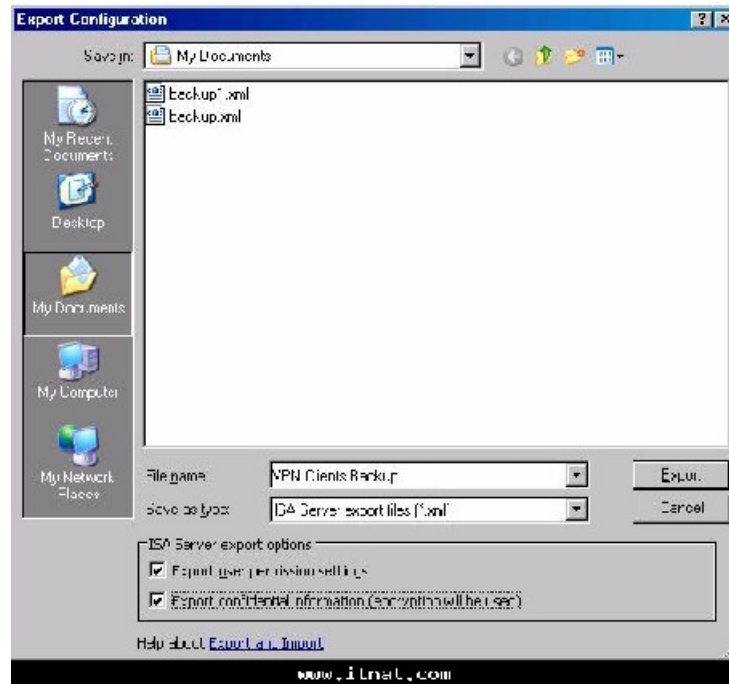 Export Configuration
Save in:
My Documents
Backup1.xml
Backup.xml
My Recent
Documents
Desktop
My Documents
My Computer
My Network
Places
File name:
VPN Clients Backup
Export
Save as type:
ISA Server export files (*.xml)
Cancel
ISA Server export options
Export user permission settings
Export confidential information (encryption will be used)
Help about Export and Import
www.itnat.com